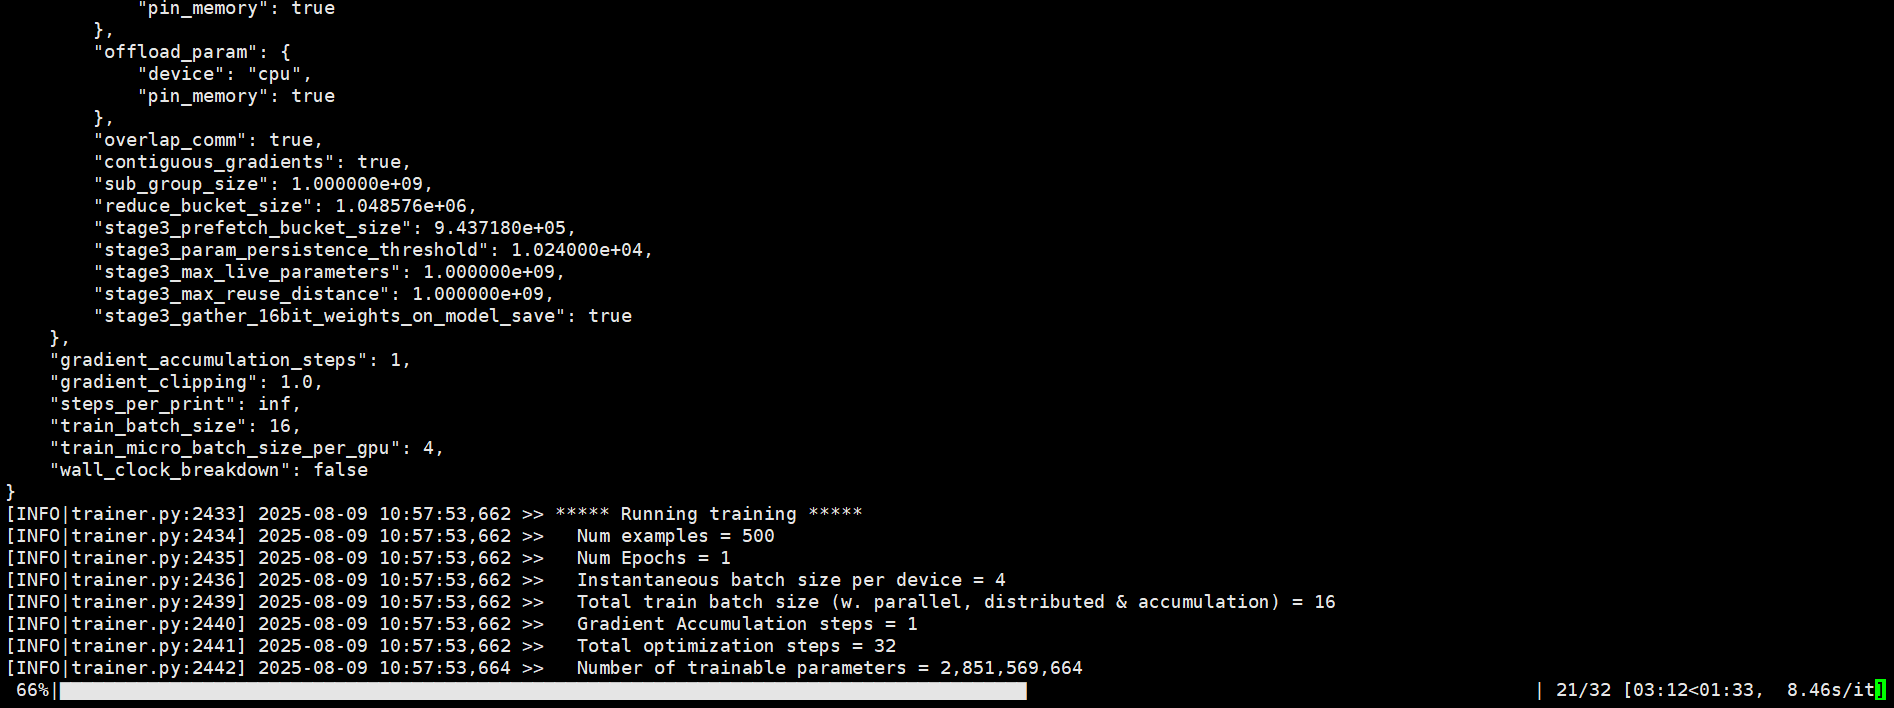 "pin_memory": true
        },
        "offload_param": {
            "device": "cpu",
            "pin_memory": true
        },
        "overlap_comm": true,
        "contiguous_gradients": true,
        "sub_group_size": 1.000000e+09,
        "reduce_bucket_size": 1.048576e+06,
        "stage3_prefetch_bucket_size": 9.437180e+05,
        "stage3_param_persistence_threshold": 1.024000e+04,
        "stage3_max_live_parameters": 1.000000e+09,
        "stage3_max_reuse_distance": 1.000000e+09,
        "stage3_gather_16bit_weights_on_model_save": true
    },
    "gradient_accumulation_steps": 1,
    "gradient_clipping": 1.0,
    "steps_per_print": inf,
    "train_batch_size": 16,
    "train_micro_batch_size_per_gpu": 4,
    "wall_clock_breakdown": false
}
[INFO|trainer.py:2433] 2025-08-09 10:57:53,662 >> ***** Running training *****
[INFO|trainer.py:2434] 2025-08-09 10:57:53,662 >>   Num examples = 500
[INFO|trainer.py:2435] 2025-08-09 10:57:53,662 >>   Num Epochs = 1
[INFO|trainer.py:2436] 2025-08-09 10:57:53,662 >>   Instantaneous batch size per device = 4
[INFO|trainer.py:2439] 2025-08-09 10:57:53,662 >>   Total train batch size (w. parallel, distributed & accumulation) = 16
[INFO|trainer.py:2440] 2025-08-09 10:57:53,662 >>   Gradient Accumulation steps = 1
[INFO|trainer.py:2441] 2025-08-09 10:57:53,662 >>   Total optimization steps = 32
[INFO|trainer.py:2442] 2025-08-09 10:57:53,664 >>   Number of trainable parameters = 2,851,569,664
 66%| | 21/32 [03:12<01:33,  8.46s/it]